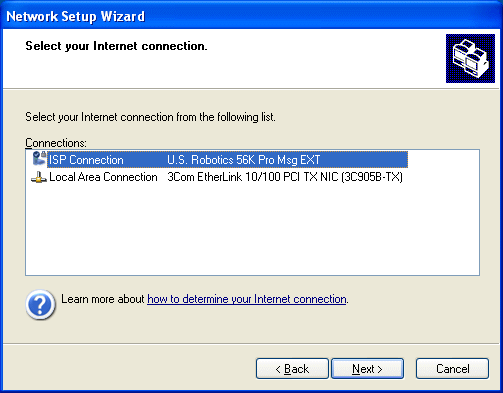 Network Setup Wizard
Select your Internet connection.
Select your Internet connection from the following list.
Connections:
ISP Connection U.S. Robotics 56K Pro Msg EXT
Local Area Connection 3Com EtherLink 10/100 PCI TX NIC (3C905B-TX)
Learn more about how to determine your Internet connection.
< Back Next > Cancel